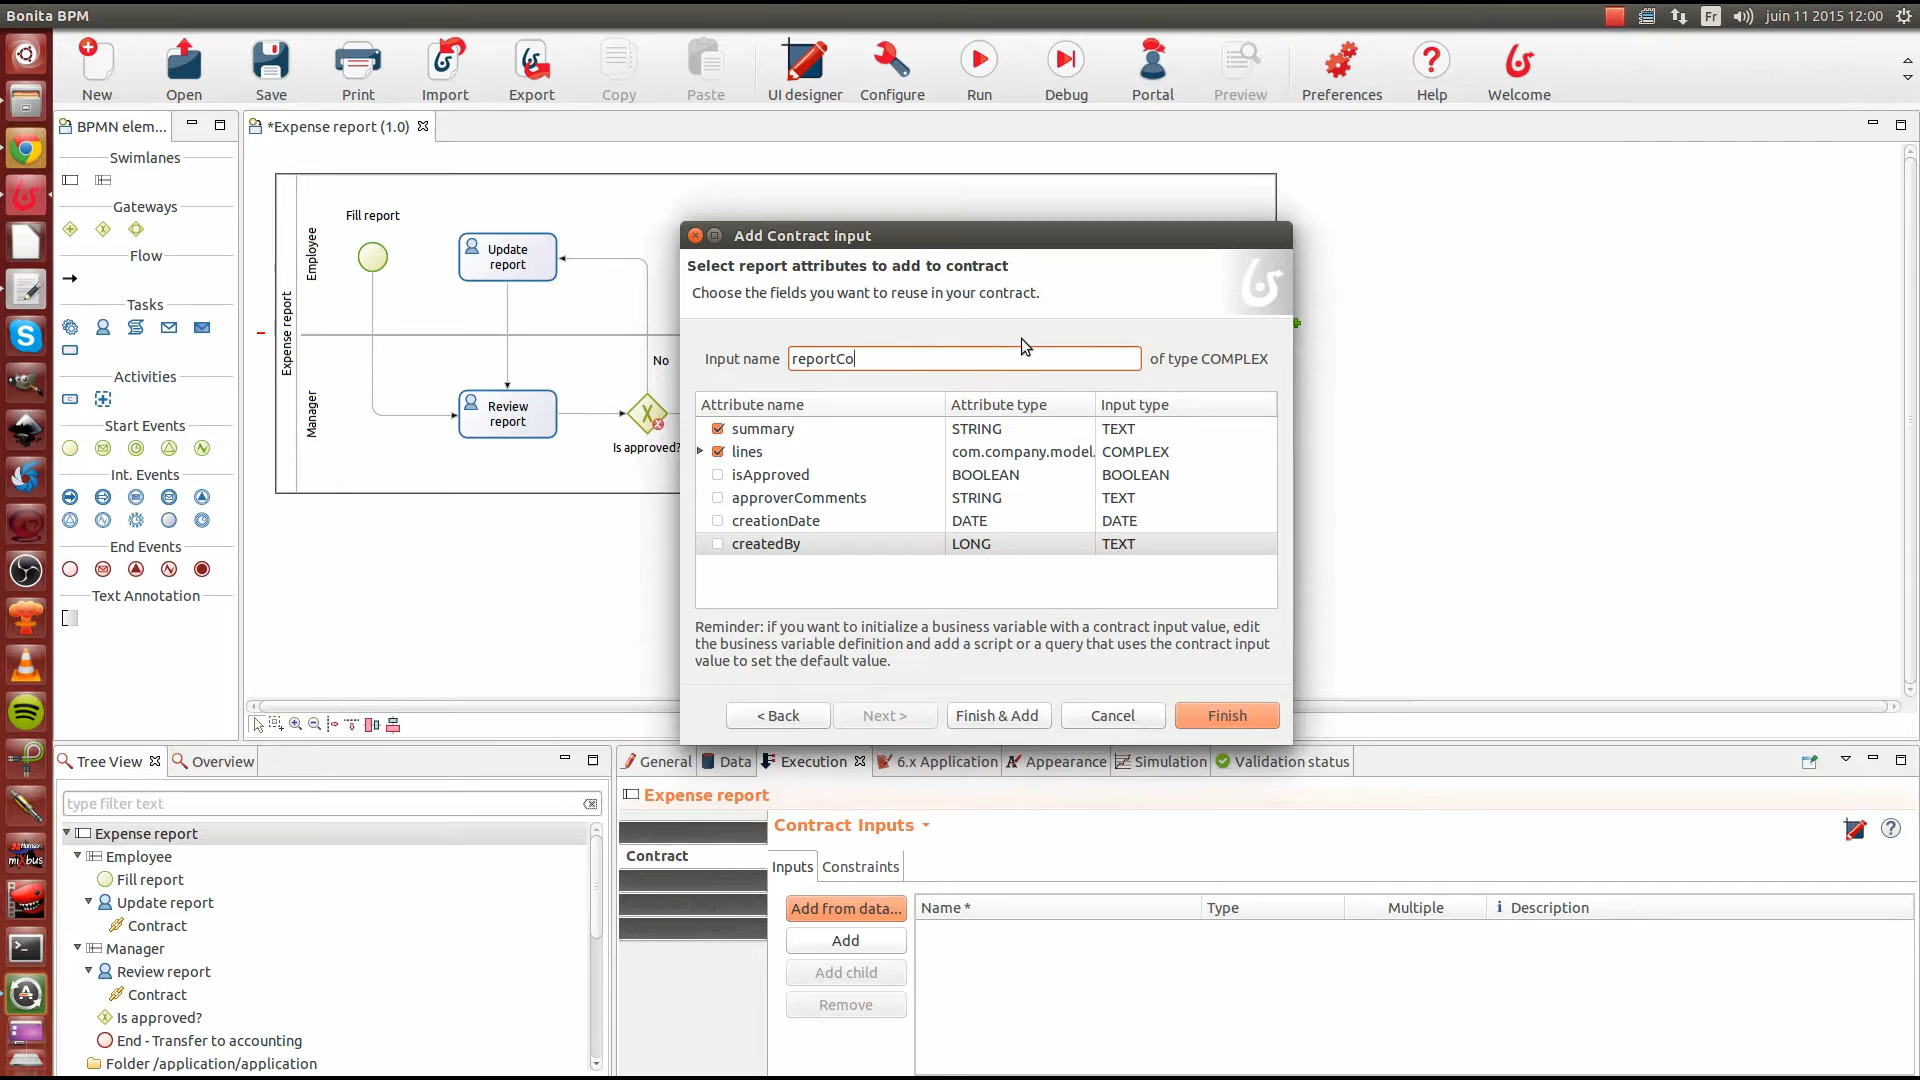 Bonita BPM
Fr
juin 11 2015 12:00
New
Open
Save
Print
Import
Export
Copy
Paste
UI designer
Configure
Run
Debug
Portal
Preview
Preferences
Help
Welcome
BPMN elem...
*Expense report (1.0)
Swimlanes
Gateways
Flow
Tasks
Activities
Start Events
Int. Events
End Events
Text Annotation
Expense report
Employee
Manager
Fill report
Update
report
Review
report
No
Is approved?
Add Contract input
Select report attributes to add to contract
Choose the fields you want to reuse in your contract.
Input name
reportCo
of type COMPLEX
Attribute name
Attribute type
Input type
summary
STRING
TEXT
lines
com.company.model.
COMPLEX
isApproved
BOOLEAN
BOOLEAN
approverComments
STRING
TEXT
creationDate
DATE
DATE
createdBy
LONG
TEXT
Reminder: if you want to initialize a business variable with a contract input value, edit
the business variable definition and add a script or a query that uses the contract input
value to set the default value.
< Back
Next >
Finish & Add
Cancel
Finish
Tree View
Overview
type filter text
Expense report
Employee
Fill report
Update report
Contract
Manager
Review report
Contract
Is approved?
End - Transfer to accounting
Folder /application/application
General
Data
Execution
6.x Application
Appearance
Simulation
Validation status
Expense report
Contract
Contract Inputs
Inputs
Constraints
Add from data...
Add
Add child
Remove
Name *
Type
Multiple
Description